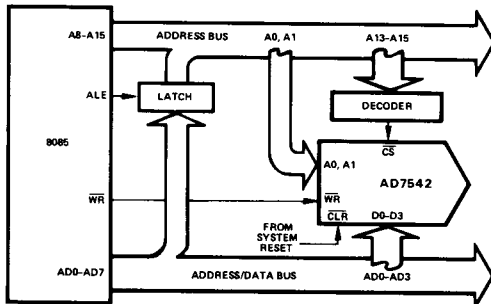 A8–A15
ADDRESS BUS
A0, A1
A13–A15
ALE
LATCH
DECODER
8085
CS
A0, A1
AD7542
WR
WR
CLR
D0–D3
FROM
SYSTEM
RESET
AD0–AD7
ADDRESS/DATA BUS
AD0–AD3